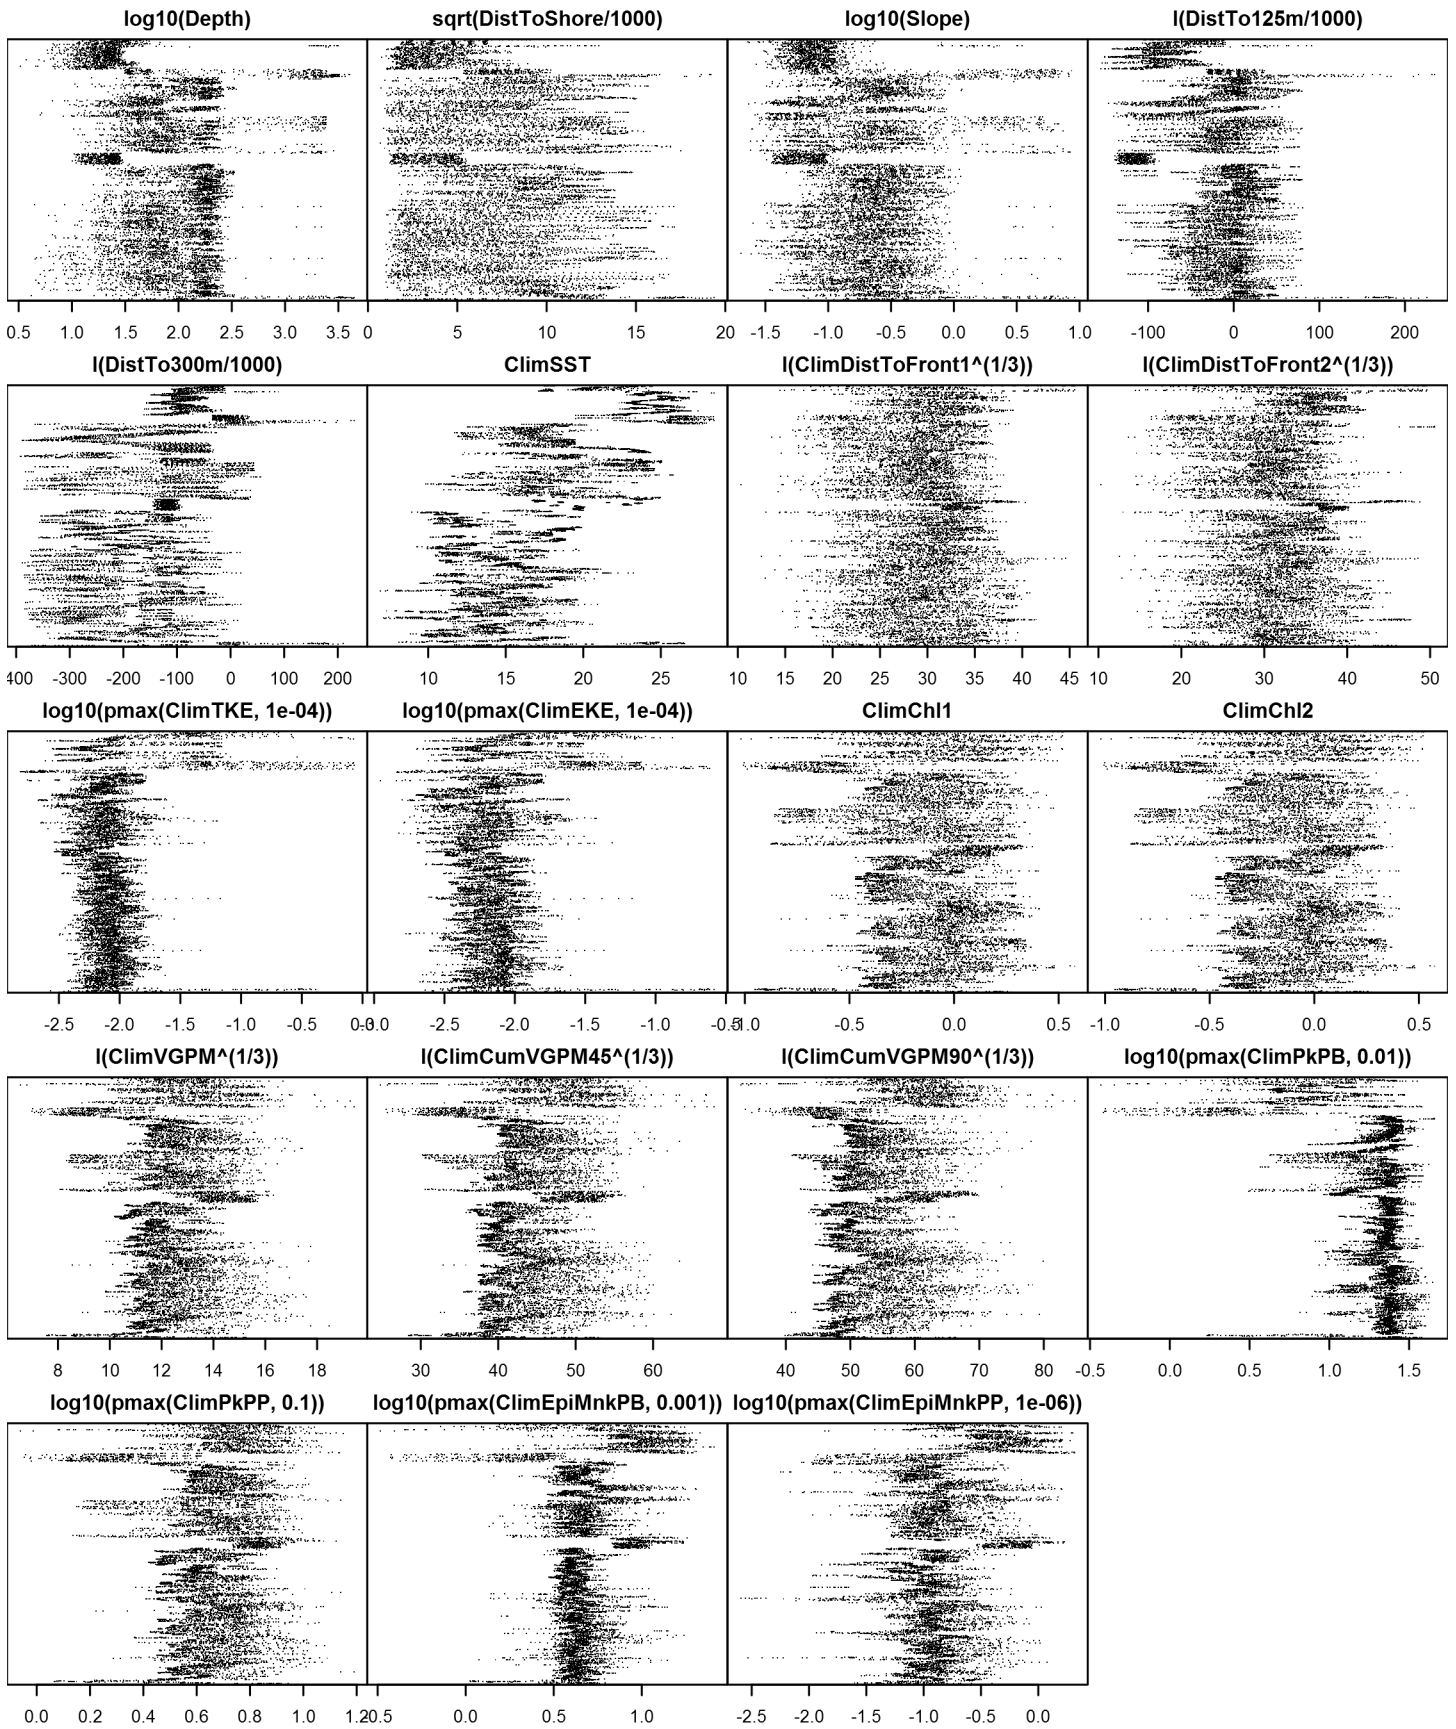 log10(Depth) sqrt(DistToShore/1000) log10(Slope) I(DistTo125m/1000)
0.5 1.0 1.5 2.0 2.5 3.0 3.5 0 5 10 15 20 -1.5 -1.0 -0.5 0.0 0.5 1.0 -100 0 100 200
I(DistTo300m/1000) ClimSST I(ClimDistToFront1^(1/3)) I(ClimDistToFront2^(1/3))
-300 -200 -100 0 100 200 10 15 20 25 10 15 20 25 30 35 40 45 10 20 30 40 50
log10(pmax(ClimTKE, 1e-04)) log10(pmax(ClimEKE, 1e-04)) ClimChl1 ClimChl2
-2.5 -2.0 -1.5 -1.0 -0.5 -2.5 -2.0 -1.5 -1.0 -0.5 0.0 0.5 -1.0 -0.5 0.0 0.5
I(ClimVGPM^(1/3)) I(ClimCumVGPM45^(1/3)) I(ClimCumVGPM90^(1/3)) log10(pmax(ClimPkPB, 0.01))
8 10 12 14 16 18 30 40 50 60 40 50 60 70 80 -0.5 0.0 0.5 1.0 1.5
log10(pmax(ClimPkPP, 0.1)) log10(pmax(ClimEpiMnkPB, 0.001)) log10(pmax(ClimEpiMnkPP, 1e-06))
0.0 0.2 0.4 0.6 0.8 1.0 0.0 0.5 1.0 -2.5 -2.0 -1.5 -1.0 -0.5 0.0